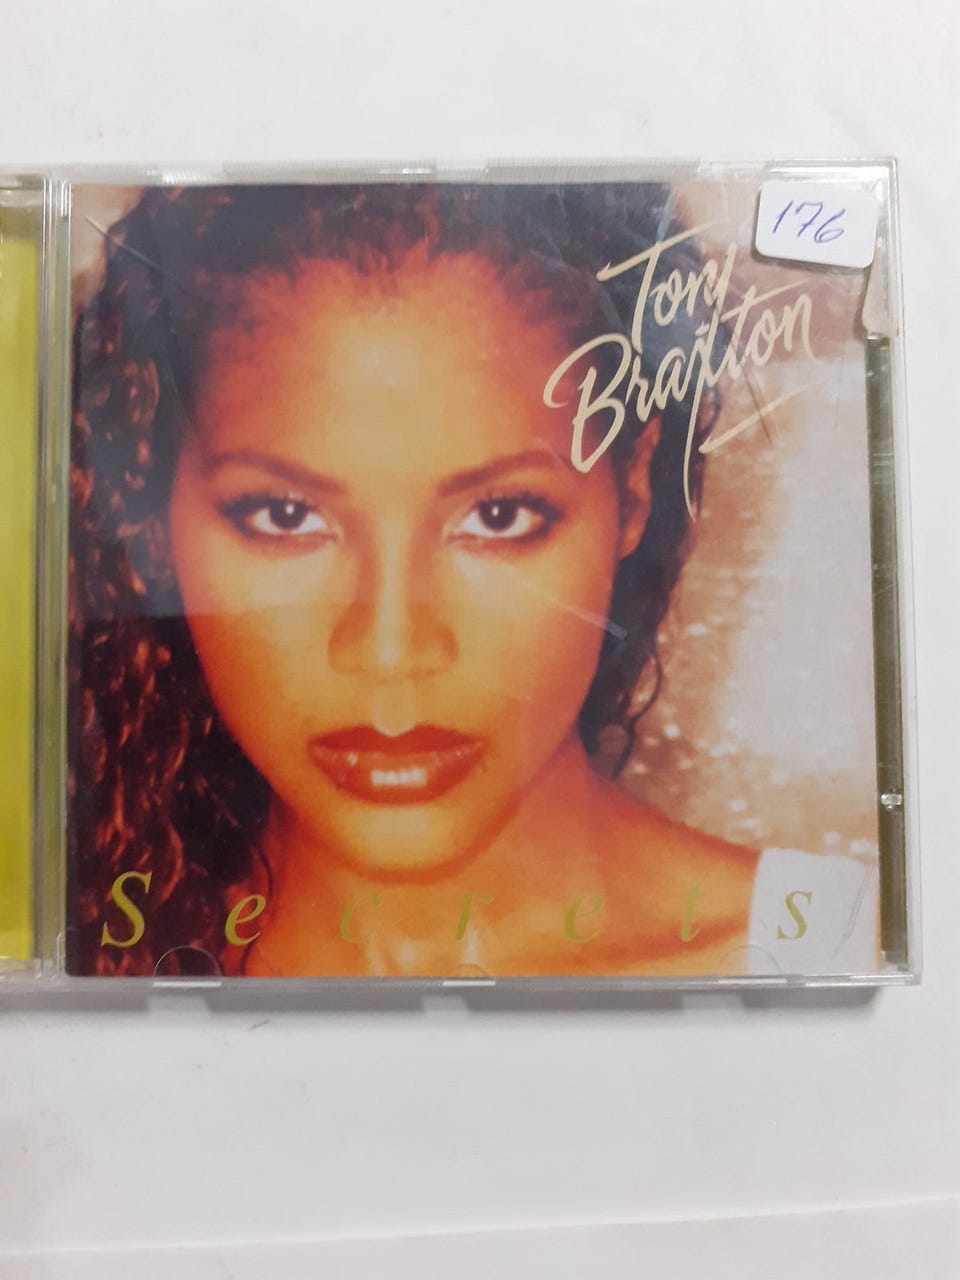 176
Toni
Braxton
Secrets